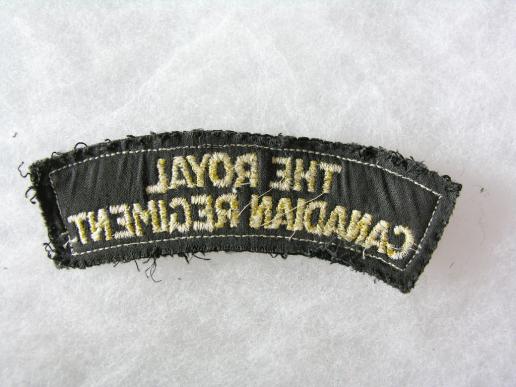 THE ROYAL
CANADIAN REGIMENT.